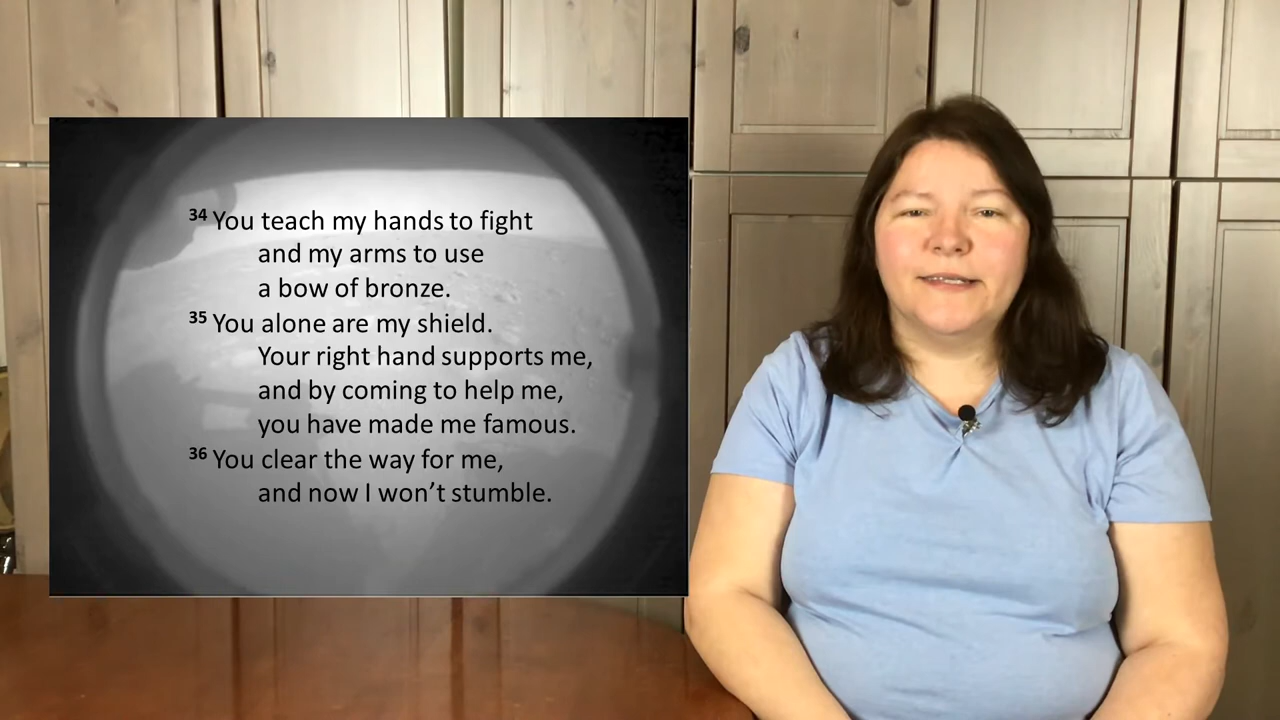 34 You teach my hands to fight
and my arms to use
a bow of bronze.
35 You alone are my shield.
Your right hand supports me,
and by coming to help me,
you have made me famous.
36 You clear the way for me,
and now I won’t stumble.